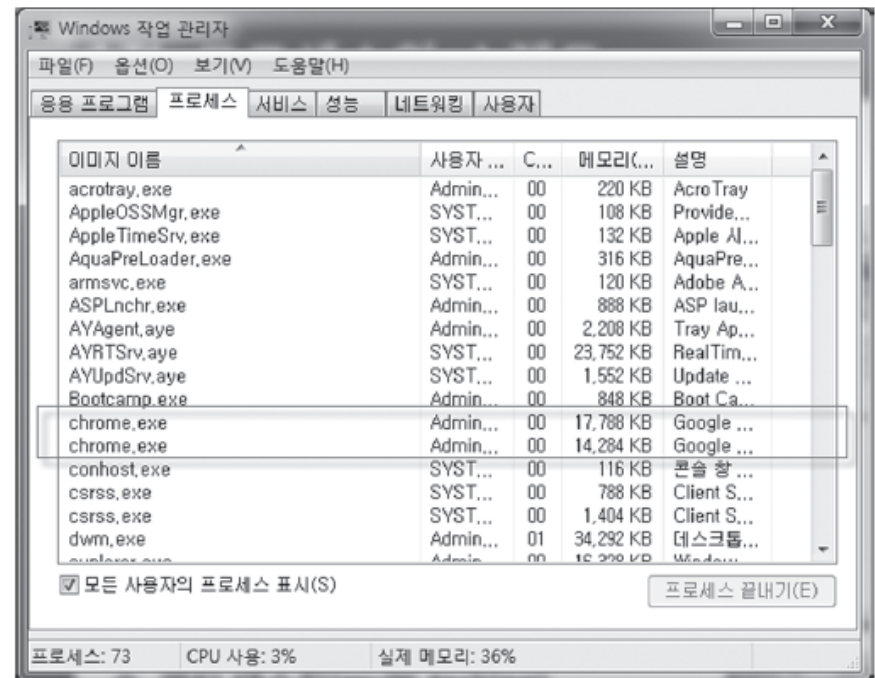 Windows 작업 관리자
파일(F) 옵션(O) 보기(V) 도움말(H)
응용 프로그램 프로세스 서비스 성능 네트워킹 사용자
이미지 이름 사용자 ... C... 메모리(... 설명
acrotray.exe Admin... 00 220 KB AcroTray
AppleOSSMgr.exe SYST... 00 108 KB Provide...
AppleTimeSrv.exe SYST... 00 132 KB Apple 시...
AquaPreLoader.exe Admin... 00 316 KB AquaPre...
armsvc.exe SYST... 00 120 KB Adobe A...
ASPLnchr.exe Admin... 00 888 KB ASP lau...
AYAgent.aye Admin... 00 2,208 KB Tray Ap...
AYRTSrv.aye SYST... 00 23,752 KB RealTim...
AYUpdSrv.aye SYST... 00 1,552 KB Update ...
Bootcamp.exe Admin... 00 848 KB Boot Ca...
chrome.exe Admin... 00 17,788 KB Google ...
chrome.exe Admin... 00 14,284 KB Google ...
conhost.exe SYST... 00 116 KB 콘솔 창 ...
csrss.exe SYST... 00 788 KB Client S...
csrss.exe SYST... 00 1,404 KB Client S...
dwm.exe Admin... 01 34,292 KB 데스크톱...
모든 사용자의 프로세스 표시(S) 프로세스 끝내기(E)
프로세스: 73 CPU 사용: 3% 실제 메모리: 36%